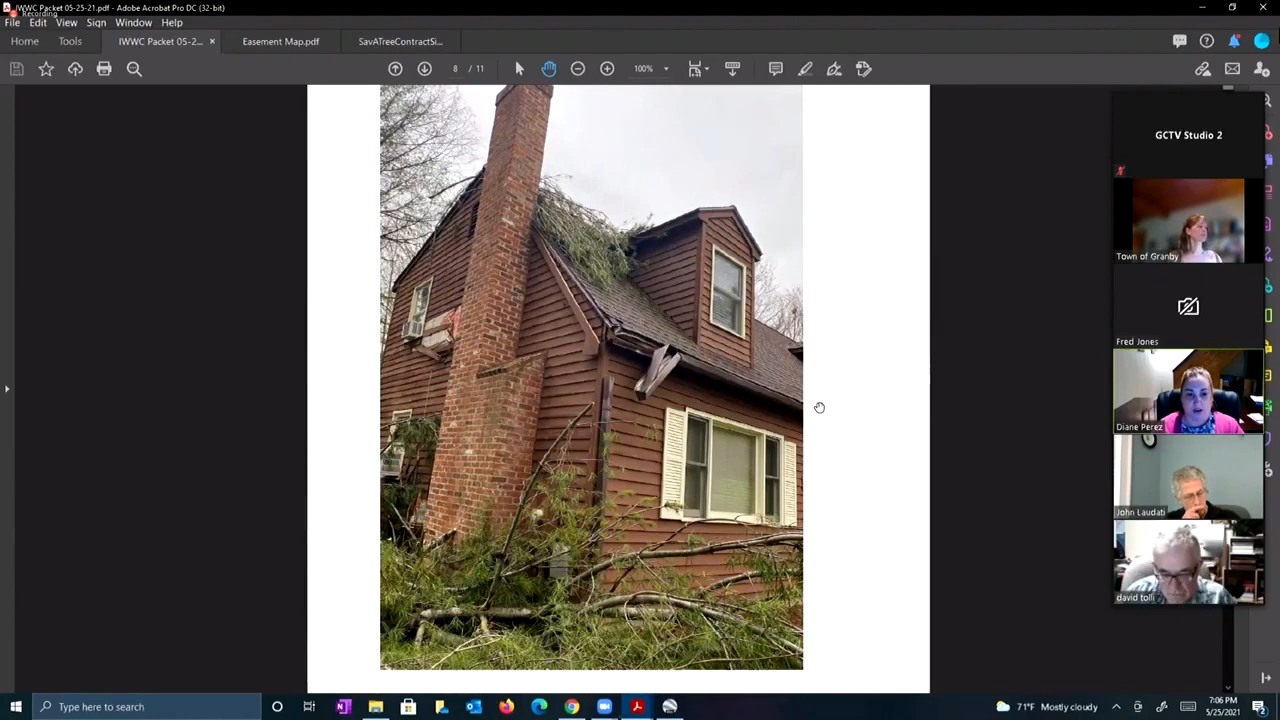 IWWC Packet 05-25-21.pdf - Adobe Acrobat Pro DC (32-bit)
Recording
File Edit View Sign Window Help
Home Tools IWWC Packet 05-2... × Easement Map.pdf SavATreeContractSi...
8 / 11 100%
GCTV Studio 2
Town of Granby
Fred Jones
Diane Perez
John Laudati
david tolli
Type here to search
71°F Mostly cloudy
7:06 PM
5/25/2021
2